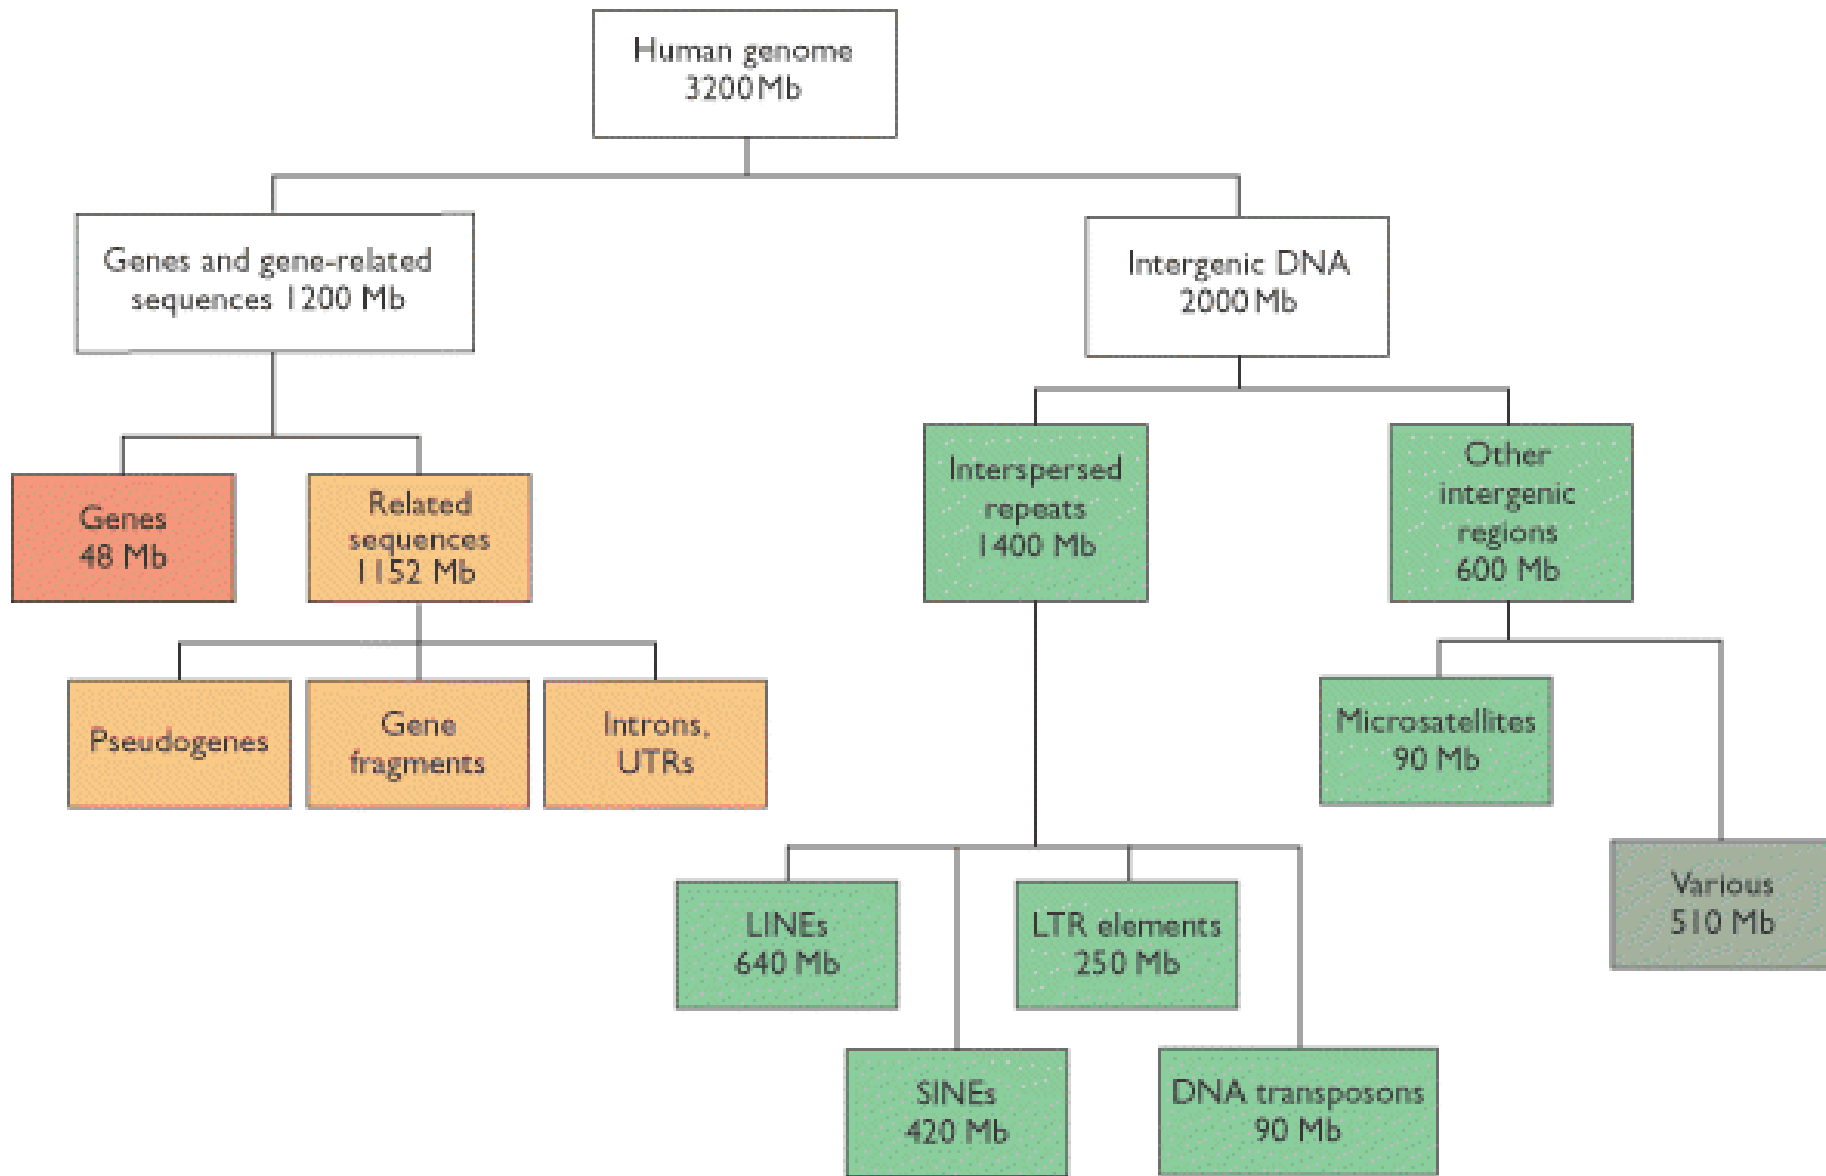 Human genome
3200 Mb
Genes and gene-related
sequences 1200 Mb
Intergenic DNA
2000 Mb
Genes
48 Mb
Related
sequences
1152 Mb
Interspersed
repeats
1400 Mb
Other
intergenic
regions
600 Mb
Pseudogenes
Gene
fragments
Introns,
UTRs
Microsatellites
90 Mb
Various
510 Mb
LINEs
640 Mb
LTR elements
250 Mb
SINEs
420 Mb
DNA transposons
90 Mb